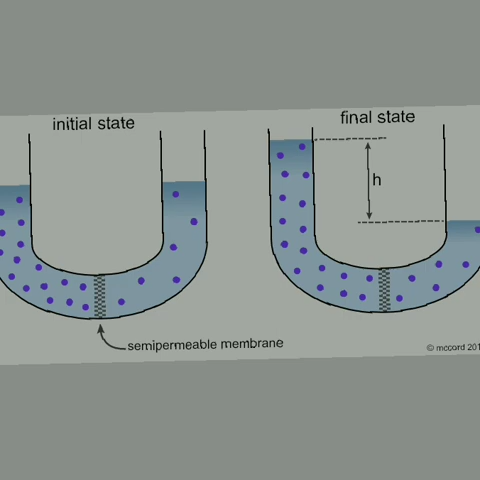 initial state
final state
h
semipermeable membrane
© mccord 201